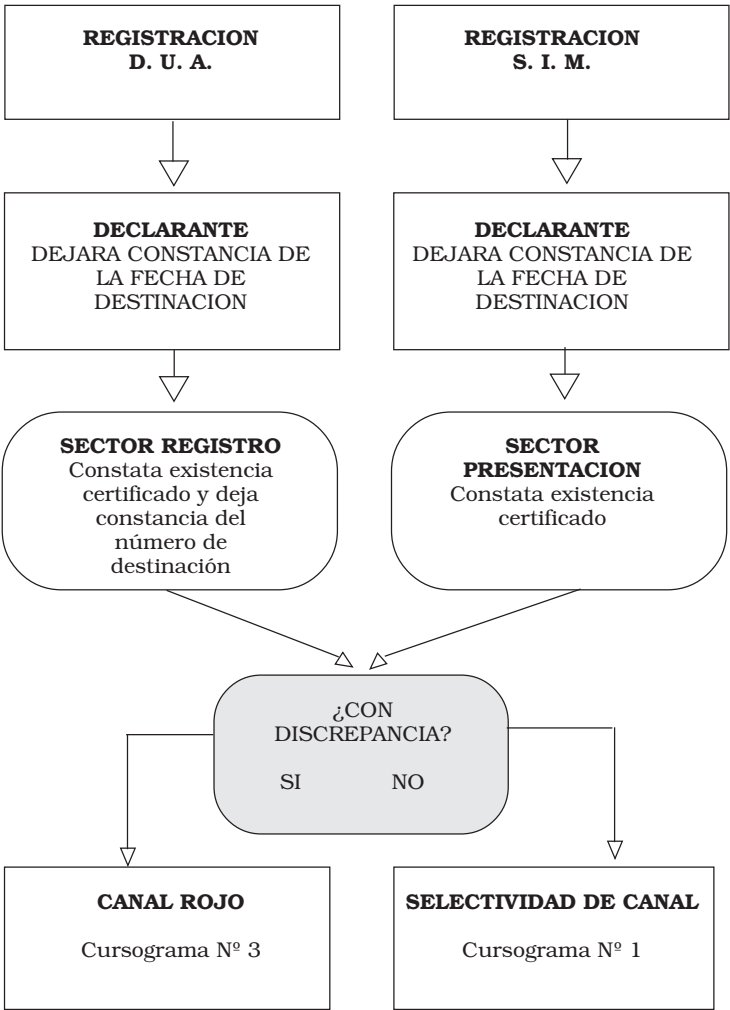 REGISTRACION
D. U. A.
REGISTRACION
S. I. M.
DECLARANTE
DEJARA CONSTANCIA DE
LA FECHA DE
DESTINACION
DECLARANTE
DEJARA CONSTANCIA DE
LA FECHA DE
DESTINACION
SECTOR REGISTRO
Constata existencia
certificado y deja
constancia del
número de
destinación
SECTOR
PRESENTACION
Constata existencia
certificado
¿CON
DISCREPANCIA?
SI NO
CANAL ROJO
Cursograma Nº 3
SELECTIVIDAD DE CANAL
Cursograma Nº 1